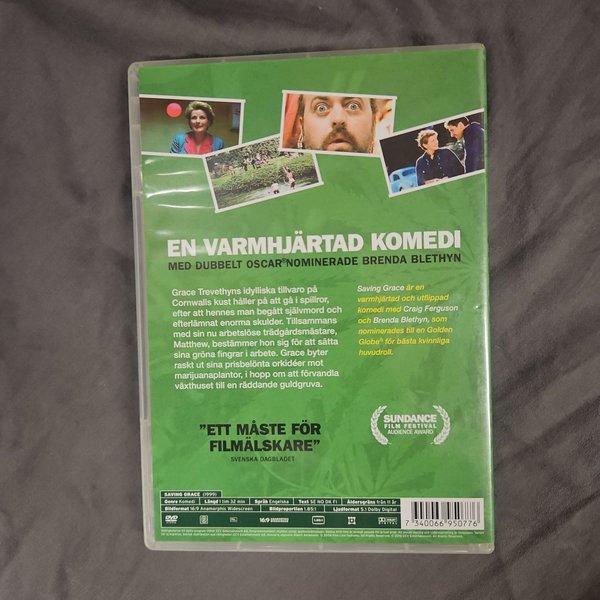 EN VARMHJÄRTAD KOMEDI
MED DUBBELT OSCAR®NOMINERADE BRENDA BLETHYN
Grace Trevethyns idylliska tillvaro på
Cornwalls kust håller på att gå i spillror,
efter att hennes man begått självmord och
efterlämnat enorma skulder. Tillsammans
med sin nu arbetslöse trädgårdsmästare,
Matthew, bestämmer hon sig för att sätta
sina gröna fingrar i arbete. Grace byter
raskt ut sina prisbelönta orkidéer mot
marijuanaplantor, i hopp om att förvandla
växthuset till en räddande guldgruva.
Saving Grace är en
varmhjärtad och utflippad
komedi med Craig Ferguson
och Brenda Blethyn, som
nominerades till en Golden
Globe® för bästa kvinnliga
huvudroll.
"ETT MÅSTE FÖR
FILMÄLSKARE"
SVENSKA DAGBLADET
SUNDANCE
FILM FESTIVAL
AUDIENCE AWARD
SAVING GRACE (1999)
Genre Komedi Längd 1 tim 32 min Språk Engelska Text SE NO DK FI Åldersgräns från 11 år
Bildformat 16:9 Anamorphic Widescreen Bildproportion 1.85:1 Ljudformat 5.1 Dolby Digital
DVD 16:9 1.85:1
7 340066 950776